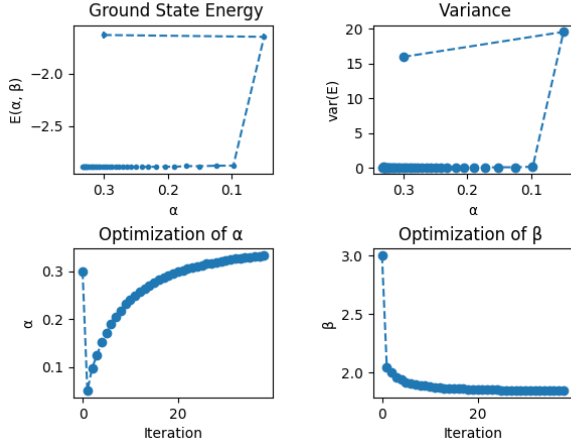 Ground State Energy
E(α, β)
−2.0
−2.5
0.3 0.2 0.1
α
Variance
var(E)
20
15
10
5
0
0.3 0.2 0.1
α
Optimization of α
α
0.3
0.2
0.1
0 20
Iteration
Optimization of β
β
3.0
2.5
2.0
0 20
Iteration